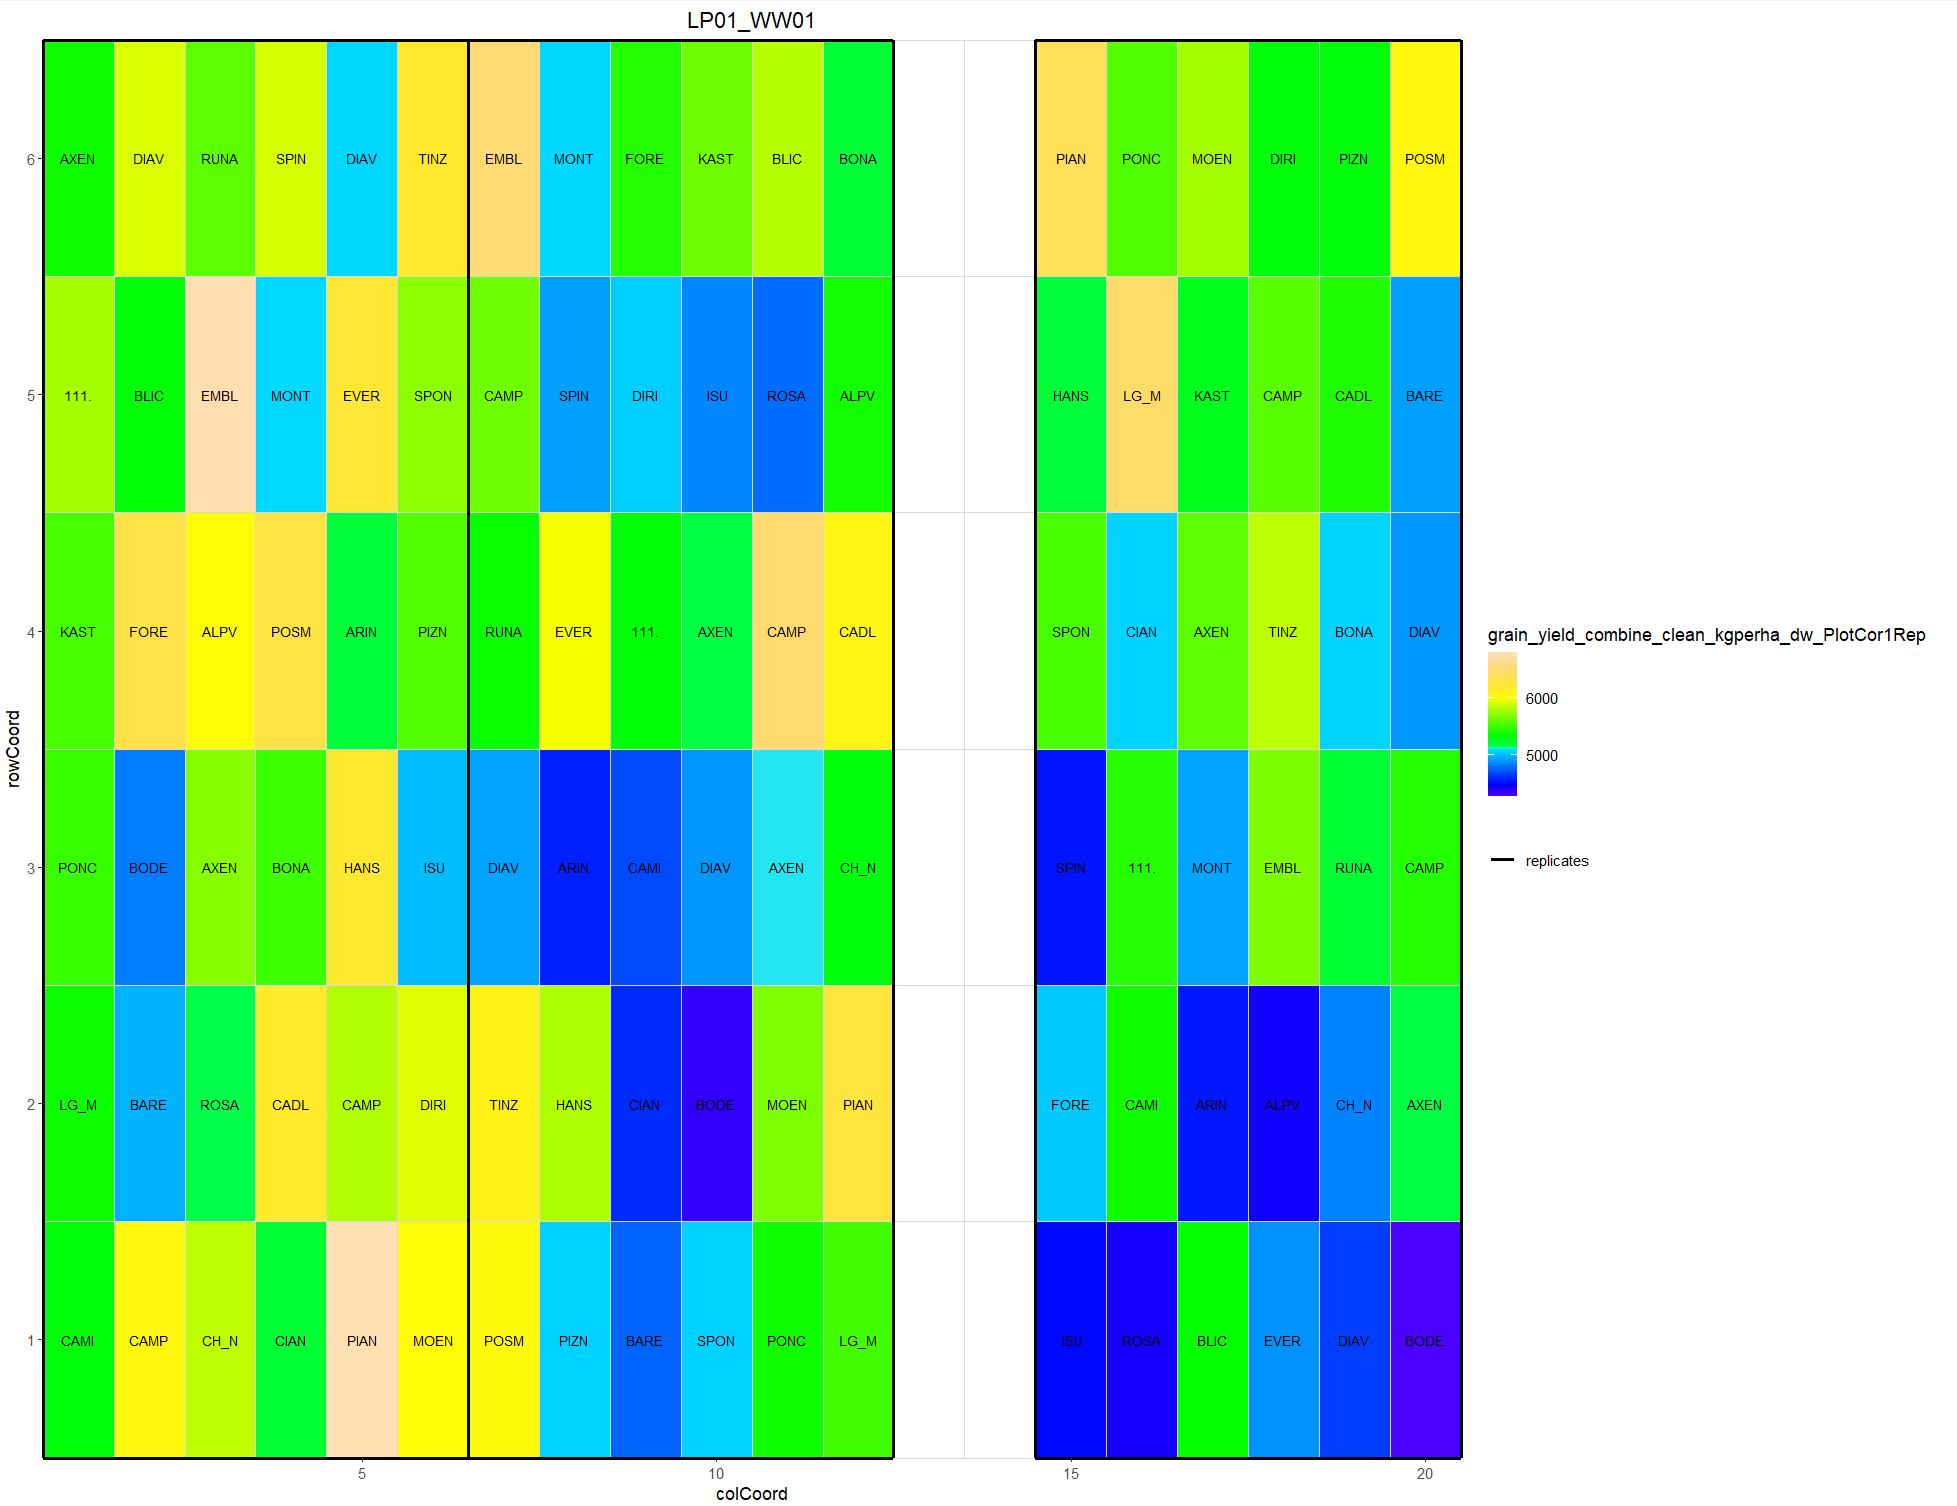 LP01_WW01
6 AXEN DIAV RUNA SPIN DIAV TINZ EMBL MONT FORE KAST BLIC BONA PIAN PONC MOEN DIRI PIZN POSM
5 111. BLIC EMBL MONT EVER SPON CAMP SPIN DIRI ISU ROSA ALPV HANS LG_M KAST CAMP CADL BARE
4 KAST FORE ALPV POSM ARIN PIZN RUNA EVER 111. AXEN CAMP CADL SPON CIAN AXEN TINZ BONA DIAV
3 PONC BODE AXEN BONA HANS ISU DIAV ARIN CAMI DIAV AXEN CH_N SPIN 111. MONT EMBL RUNA CAMP
2 LG_M BARE ROSA CADL CAMP DIRI TINZ HANS CIAN BODE MOEN PIAN FORE CAMI ARIN ALPV CH_N AXEN
1 CAMI CAMP CH_N CIAN PIAN MOEN POSM PIZN BARE SPON PONC LG_M ISU ROSA BLIC EVER DIAV BODE
5 10 15 20
colCoord
rowCoord
grain_yield_combine_clean_kgperha_dw_PlotCor1Rep
6000
5000
replicates